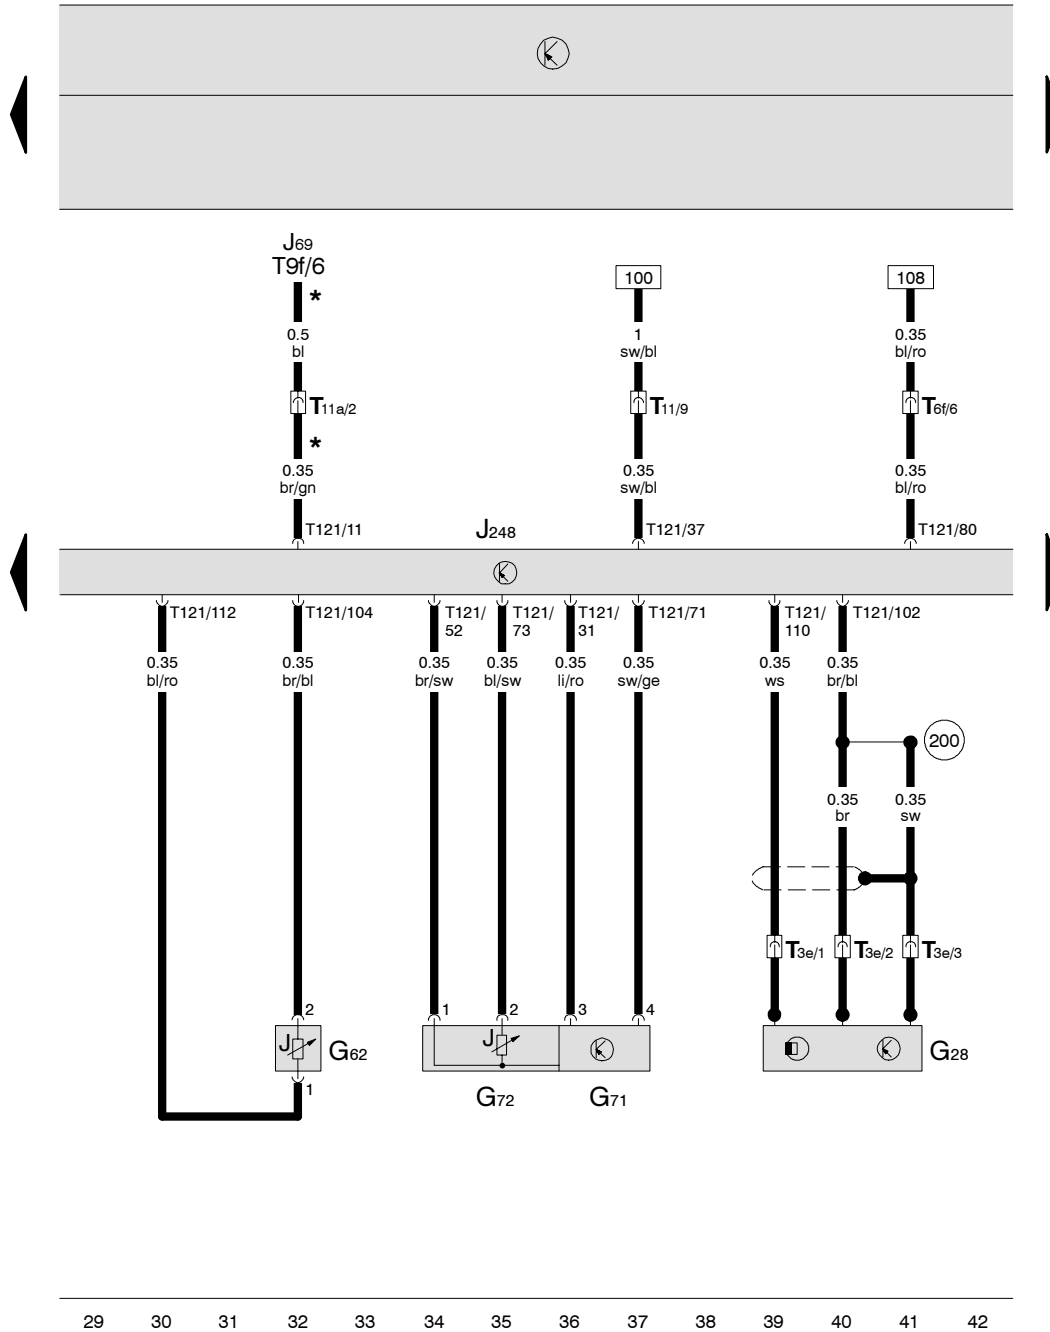 J69
T9f/6
*
100
108
0.5
bl
1
sw/bl
0.35
bl/ro
T11a/2
T11/9
T6f/6
*
0.35
br/gn
0.35
sw/bl
0.35
bl/ro
T121/11
J248
T121/37
T121/80
T121/112
T121/104
T121/
52
T121/
73
T121/
31
T121/71
T121/
110
T121/102
0.35
bl/ro
0.35
br/bl
0.35
br/sw
0.35
bl/sw
0.35
li/ro
0.35
sw/ge
0.35
ws
0.35
br/bl
200
0.35
br
0.35
sw
T3e/1
T3e/2
T3e/3
2
1
2
3
4
J
G62
J
G28
1
G72
G71
29 30 31 32 33 34 35 36 37 38 39 40 41 42